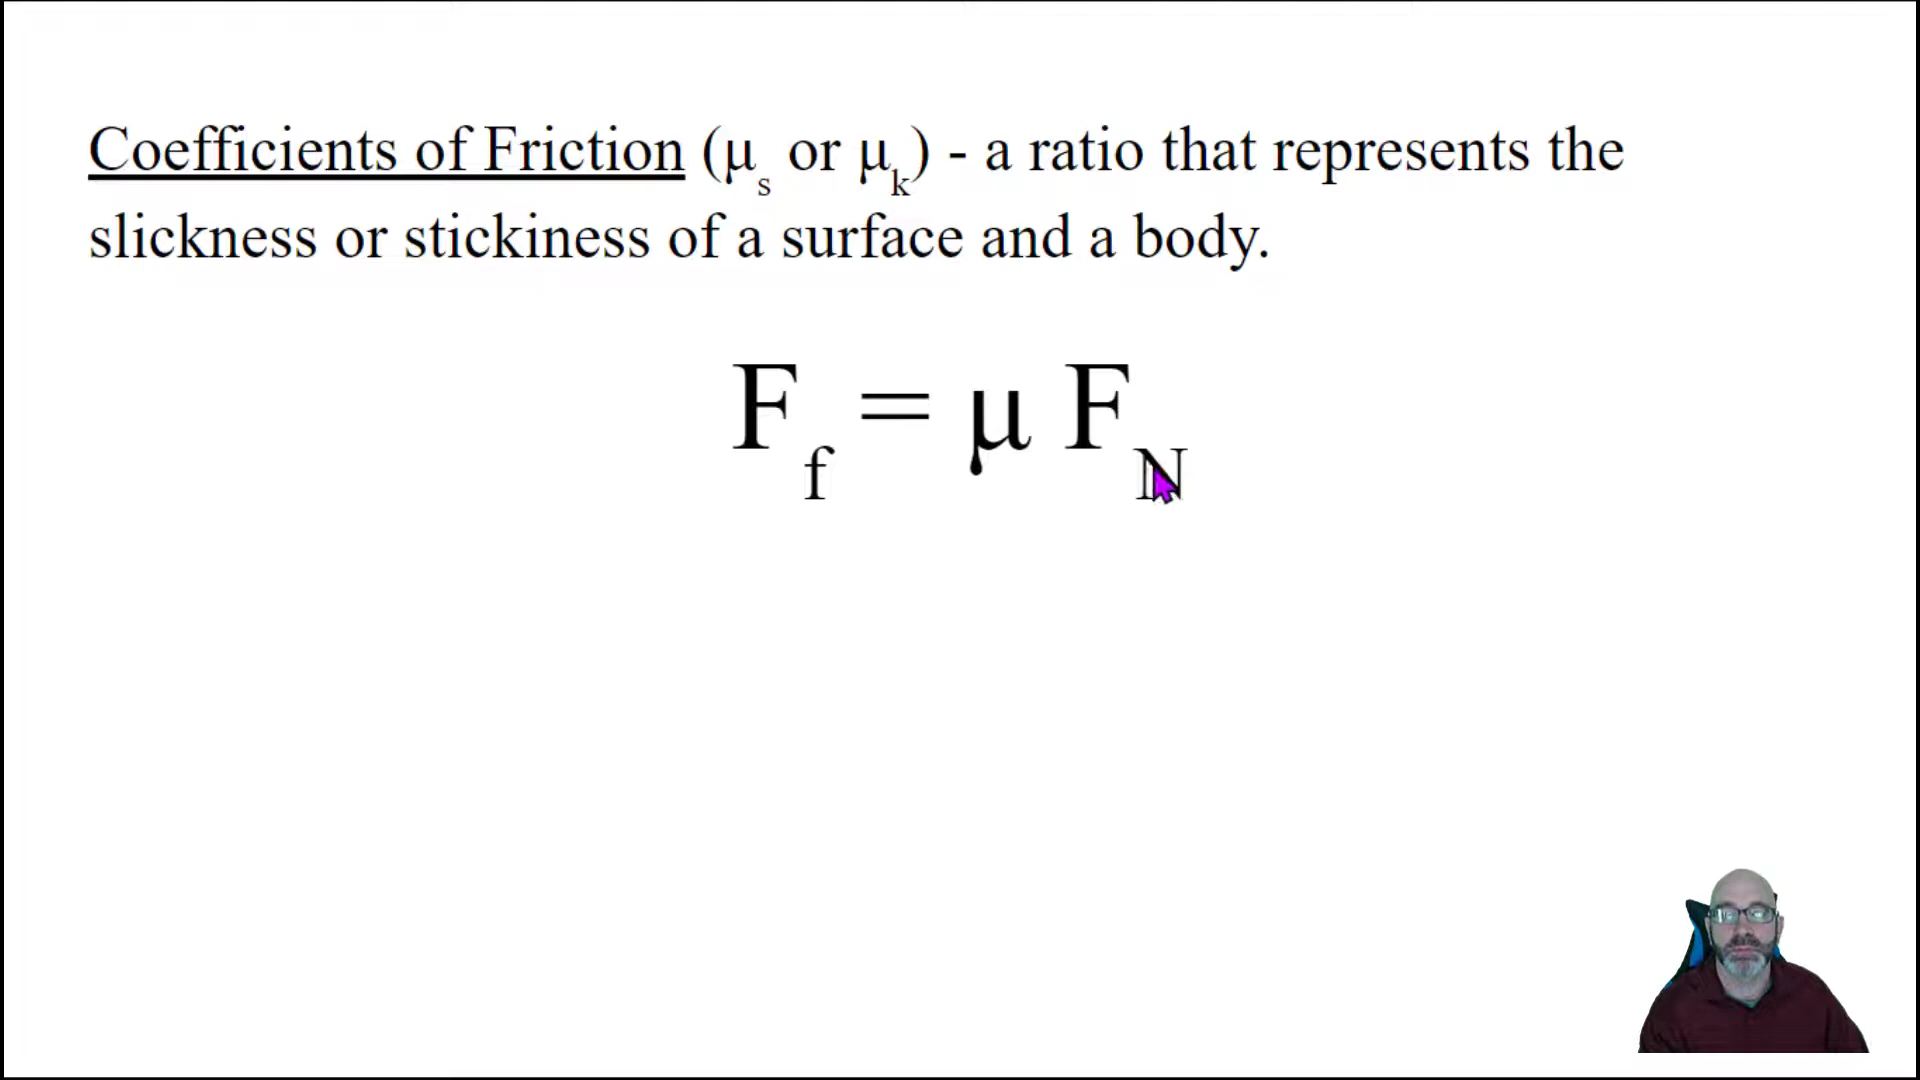 Coefficients of Friction (μs or μk) - a ratio that represents the
slickness or stickiness of a surface and a body.
Ff = μ FN